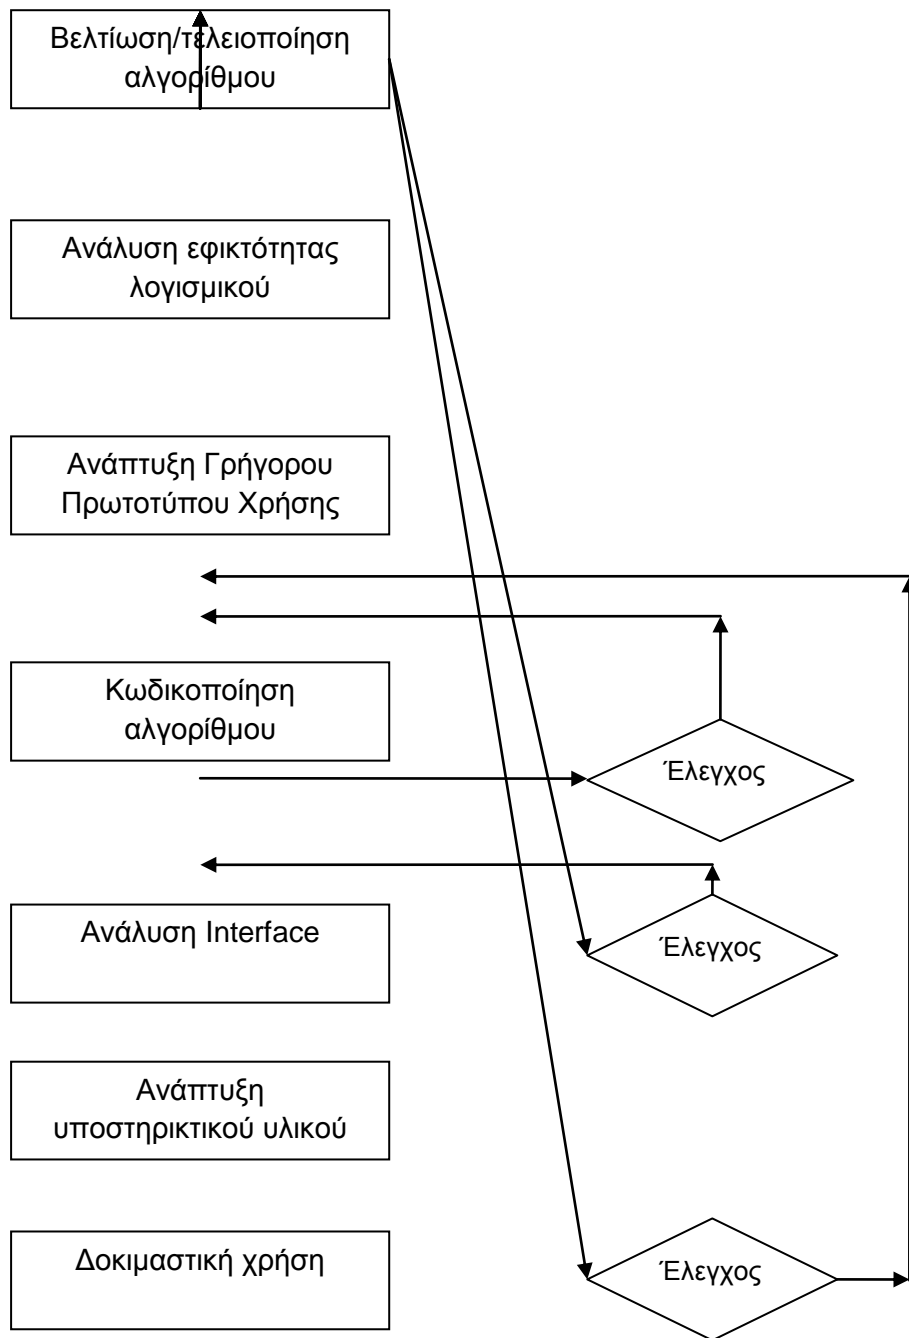 Βελτίωση/τελειοποίηση
αλγορίθμου
Ανάλυση εφικτότητας
λογισμικού
Ανάπτυξη Γρήγορου
Πρωτοτύπου Χρήσης
Κωδικοποίηση
αλγορίθμου
Έλεγχος
Ανάλυση Interface
Έλεγχος
Ανάπτυξη
υποστηρικτικού υλικού
Δοκιμαστική χρήση
Έλεγχος